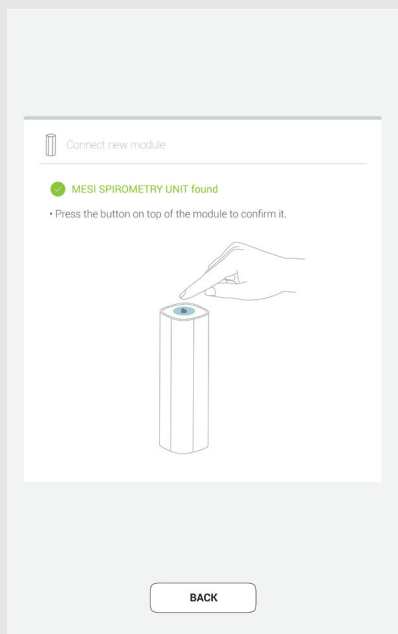 Connect new module
MESI SPIROMETRY UNIT found
• Press the button on top of the module to confirm it.
BACK